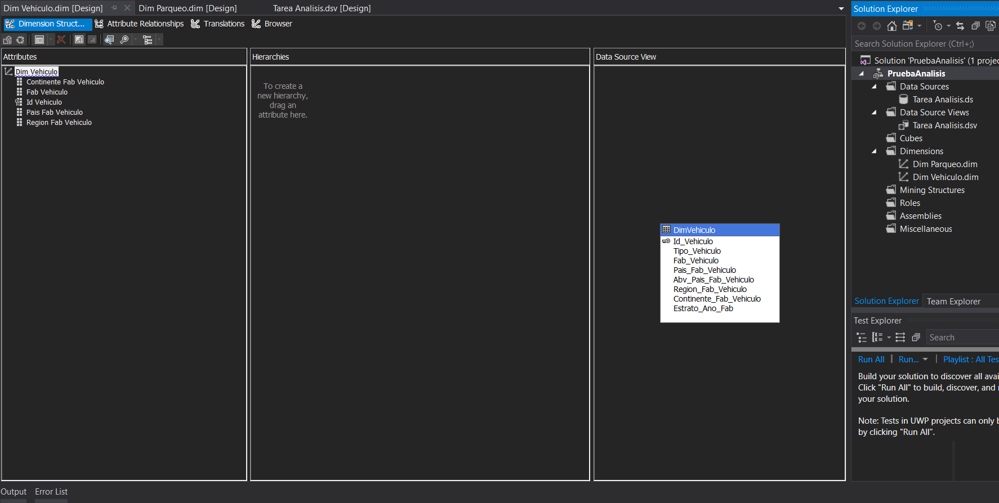 Dim Vehiculo.dim [Design]
Dim Parqueo.dim [Design]
Tarea Analisis.dsv [Design]
Dimension Struct...
Attribute Relationships
Translations
Browser
Attributes
Dim Vehiculo
Continente Fab Vehiculo
Fab Vehiculo
Id Vehiculo
Pais Fab Vehiculo
Region Fab Vehiculo
Hierarchies
To create a
new hierarchy,
drag an
attribute here.
Data Source View
DimVehiculo
Id_Vehiculo
Tipo_Vehiculo
Fab_Vehiculo
Pais_Fab_Vehiculo
Abv_Pais_Fab_Vehiculo
Region_Fab_Vehiculo
Continente_Fab_Vehiculo
Estrato_Ano_Fab
Solution Explorer
Search Solution Explorer (Ctrl+;)
Solution 'PruebaAnalisis' (1 projec
PruebaAnalisis
Data Sources
Tarea Analisis.ds
Data Source Views
Tarea Analisis.dsv
Cubes
Dimensions
Dim Parqueo.dim
Dim Vehiculo.dim
Mining Structures
Roles
Assemblies
Miscellaneous
Solution Explorer
Team Explorer
Test Explorer
Search
Run All
Run...
Playlist : All Tes
Build your solution to discover all avai
Click "Run All" to build, discover, and
your solution.
Note: Tests in UWP projects can only
by clicking "Run All".
Output
Error List